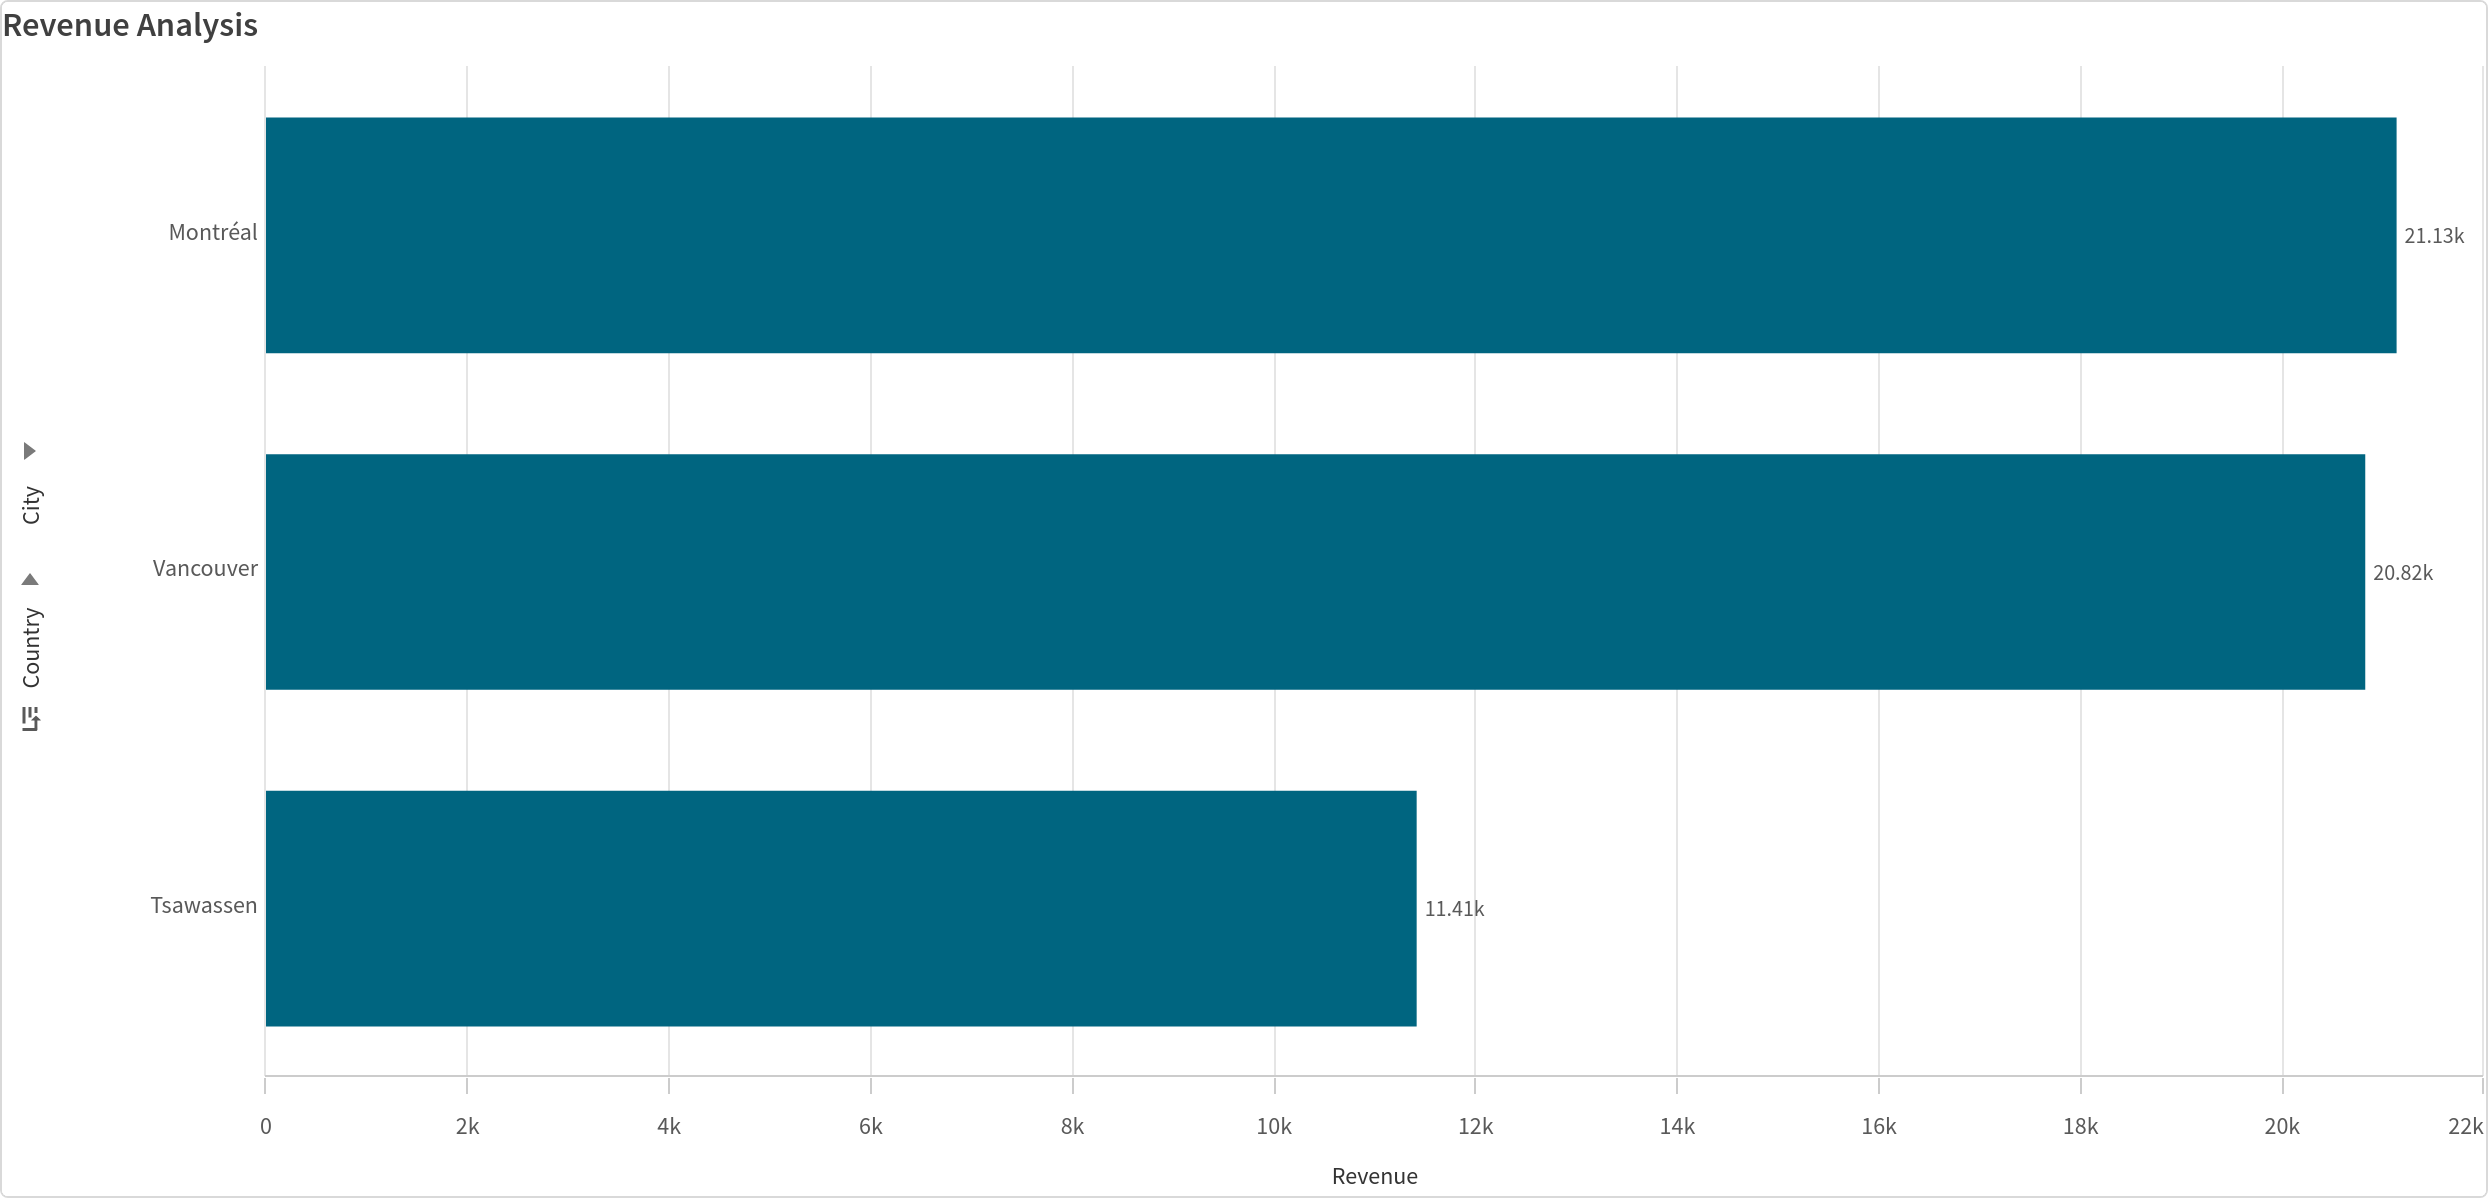 Revenue Analysis
Montréal
21.13k
City
Vancouver
20.82k
Country
Tsawassen
11.41k
0 2k 4k 6k 8k 10k 12k 14k 16k 18k 20k 22k
Revenue